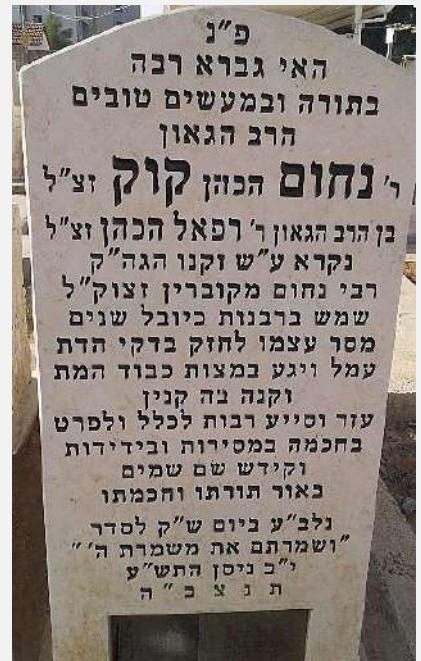 פ"נ
האי גברא רבה
בתורה ובמעשים טובים
הרב הגאון
ר' נחום הכהן קוק זצ"ל
בן הרב הגאון ר' רפאל הכהן זצ"ל
נקרא ע"ש זקנו הגה"ק
רבי נחום מקוברין זצוק"ל
שמש ברבנות כיובל שנים
מסר עצמו לחזק בדקי הדת
עמל ויגע במצות כבוד המת
וקנה בה קנין
עזר וסייע רבות לכלל ולפרט
בחכמה במסירות ובידידות
וקידש שם שמים
באור תורתו וחכמתו
נלב"ע ביום ש"ק לסדר
"ושמרתם את משמרת ה'"
י"ב ניסן התש"ע
ת נ צ ב " ה